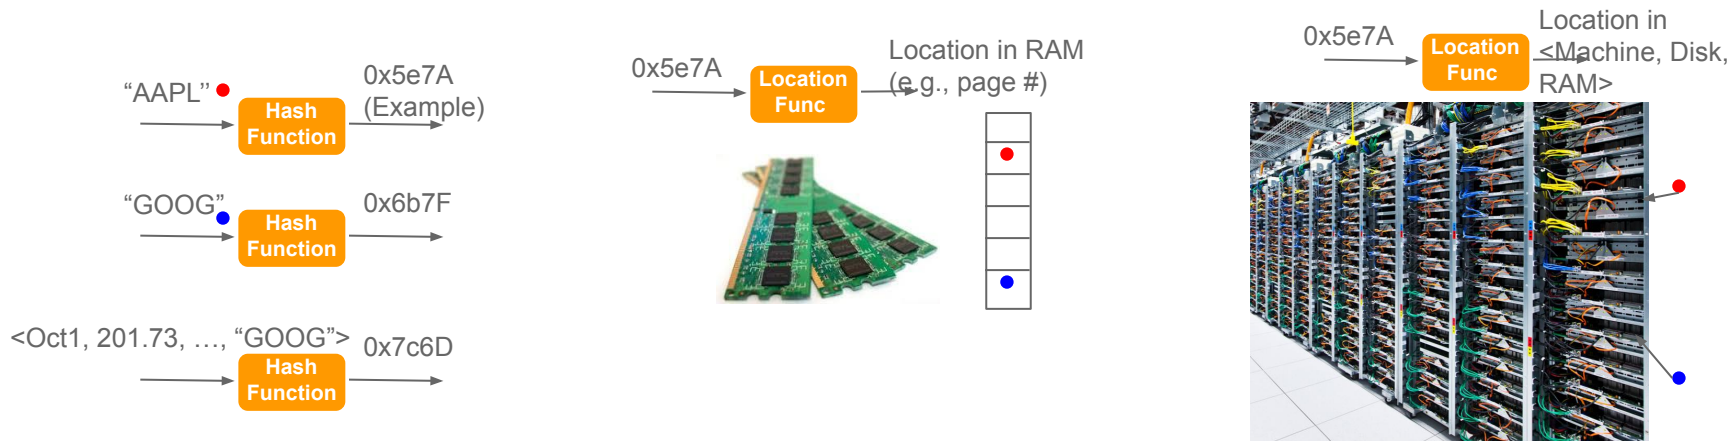 “AAPL”
Hash
Function
0x5e7A
(Example)
“GOOG”
Hash
Function
0x6b7F
<Oct1, 201.73, …, “GOOG”>
Hash
Function
0x7c6D
0x5e7A
Location
Func
Location in RAM
(e.g., page #)
0x5e7A
Location
Func
Location in
<Machine, Disk,
RAM>